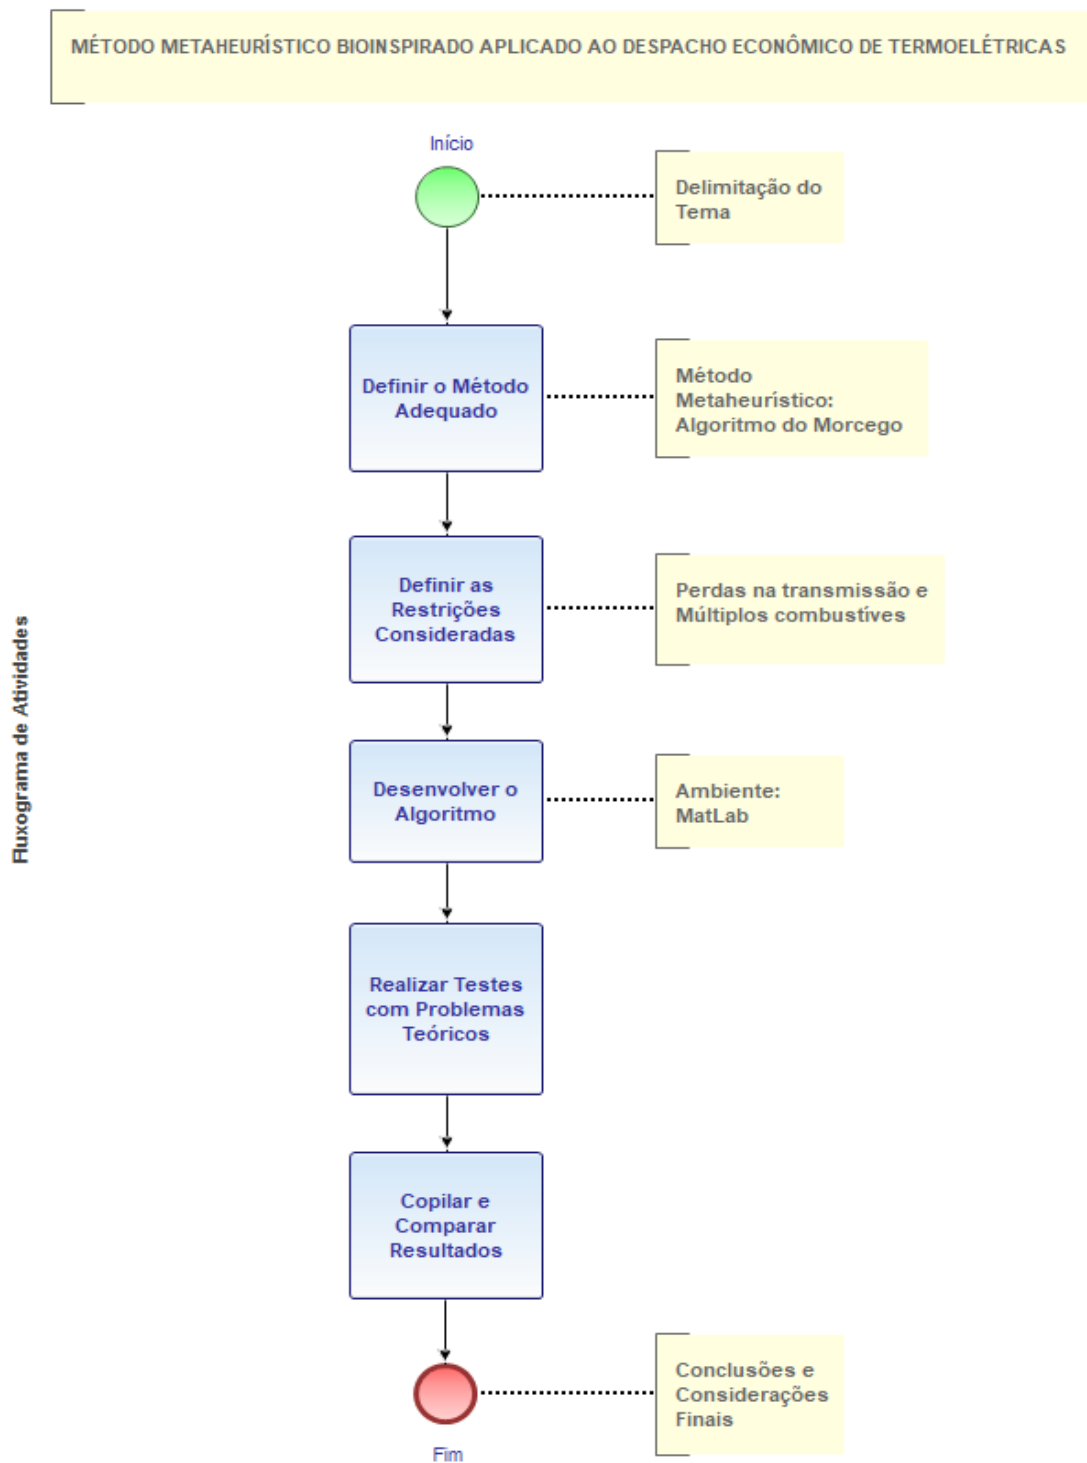 MÉTODO METAHEURÍSTICO BIOINSPIRADO APLICADO AO DESPACHO ECONÔMICO DE TERMOELÉTRICAS
Início
Delimitação do
Tema
Definir o Método
Adequado
Método
Metaheurístico:
Algoritmo do Morcego
Definir as
Restrições
Consideradas
Perdas na transmissão e
Múltiplos combustíves
Fluxograma de Atividades
Desenvolver o
Algoritmo
Ambiente:
MatLab
Realizar Testes
com Problemas
Teóricos
Copilar e
Comparar
Resultados
Conclusões e
Considerações
Finais
Fim